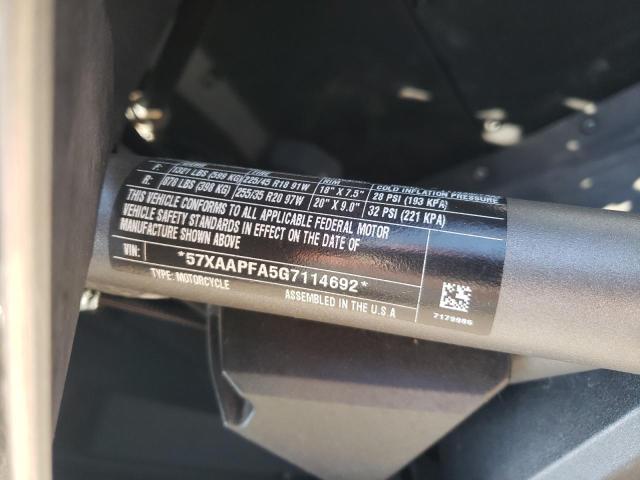 TIRE RIM COLD INFLATION PRESSURE
F: 1321 LBS (599 KG) 225/45 R18 91W 18" X 7.5" 28 PSI (193 KPA)
R: 878 LBS (398 KG) 255/35 R20 97W 20" X 9.0" 32 PSI (221 KPA)
THIS VEHICLE CONFORMS TO ALL APPLICABLE FEDERAL MOTOR
VEHICLE SAFETY STANDARDS IN EFFECT ON THE DATE OF
MANUFACTURE SHOWN ABOVE
VIN: *57XAAPFA5G7114692*
TYPE: MOTORCYCLE ASSEMBLED IN THE U.S.A
7179886